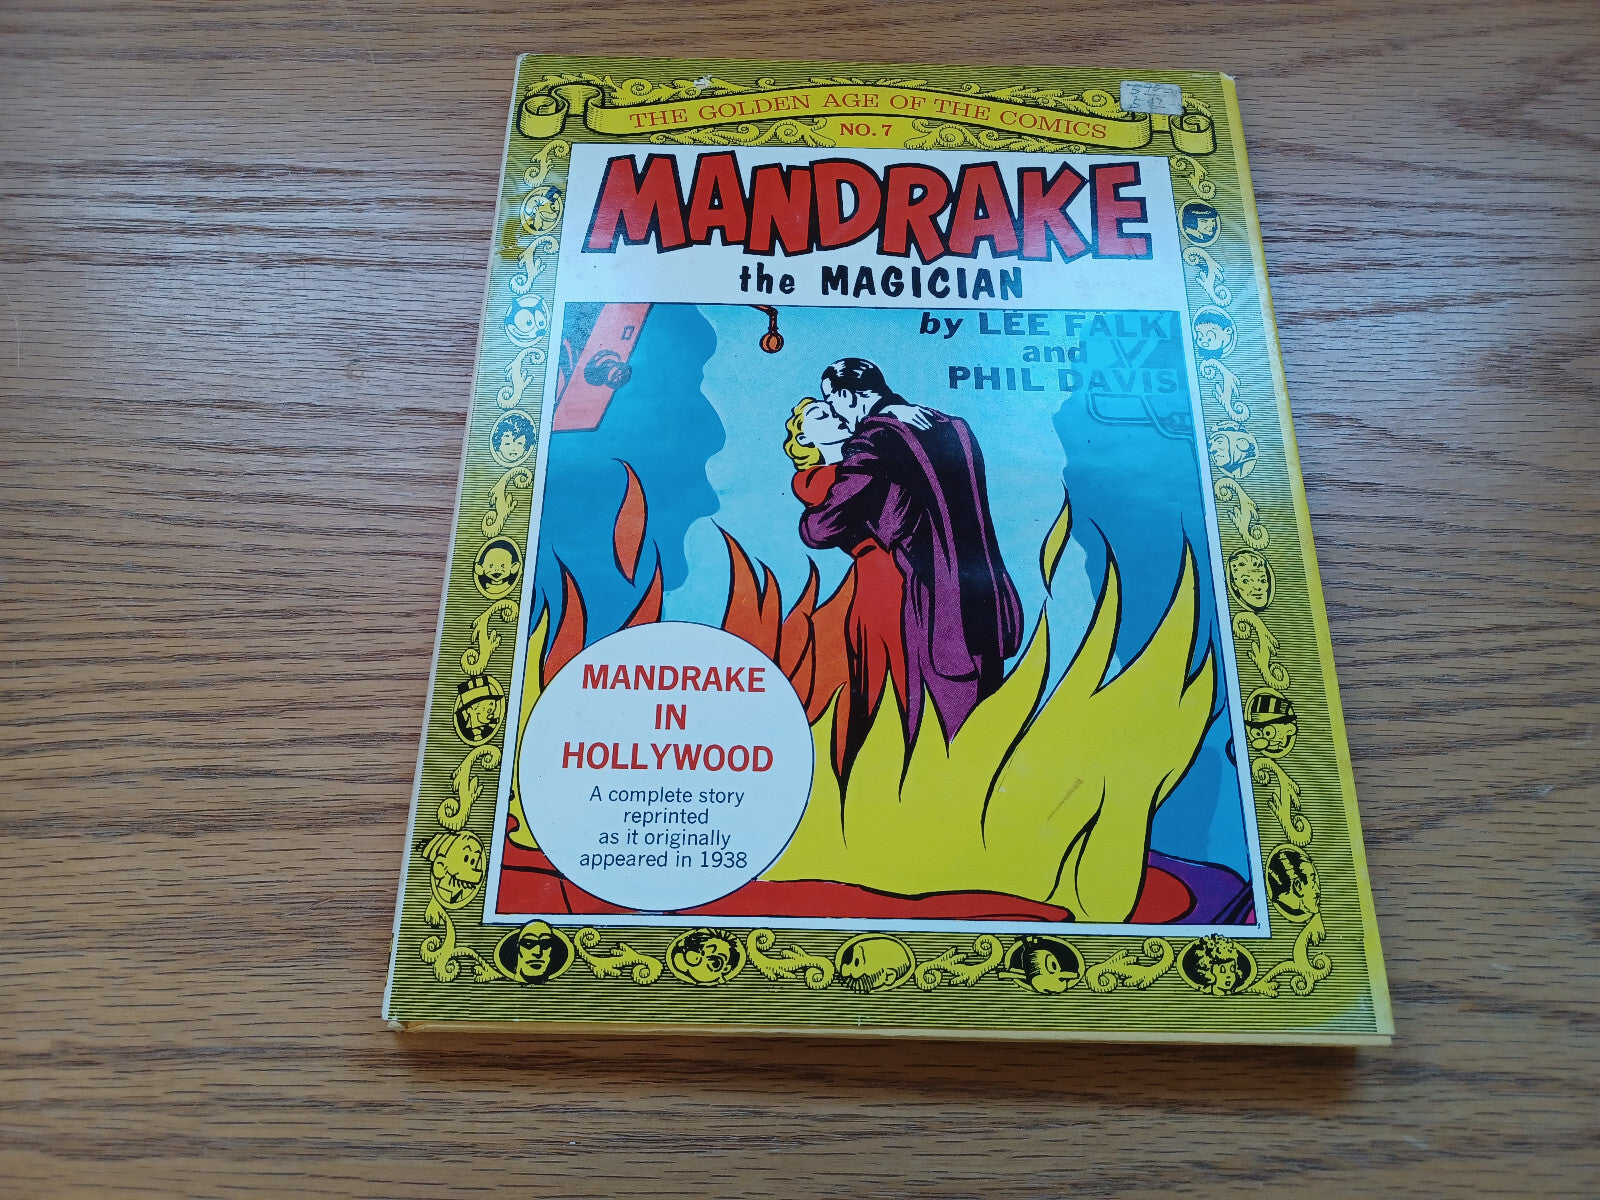 THE GOLDEN AGE OF THE COMICS
NO. 7
MANDRAKE
the MAGICIAN
by LEE FALK
and
PHIL DAVIS
MANDRAKE
IN
HOLLYWOOD
A complete story
reprinted
as it originally
appeared in 1938